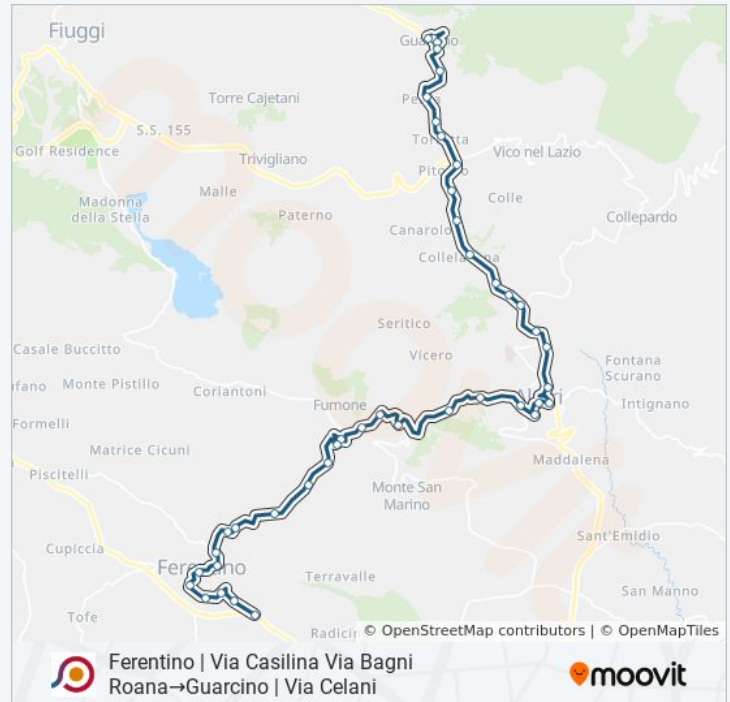 Fiuggi
Guarcino
Torre Cajetani
S.S. 155
Golf Residence
Trivigliano
Vico nel Lazio
Malle
Colle
Madonna
della Stella
Paterno
Collepardo
Canarolo
Seritico
Casale Buccitto
Vicero
Fontana
Scurano
Monte Pistillo
Coriantoni
Fumone
Intignano
Formelli
Matrice Cicuni
Maddalena
Piscitelli
Monte San
Marino
Sant'Emidio
Cupiccia
Ferentino
Terravalle
San Manno
Tofe
Radicin
© OpenStreetMap contributors | © OpenMapTiles
Ferentino | Via Casilina Via Bagni
Roana→Guarcino | Via Celani
moovit